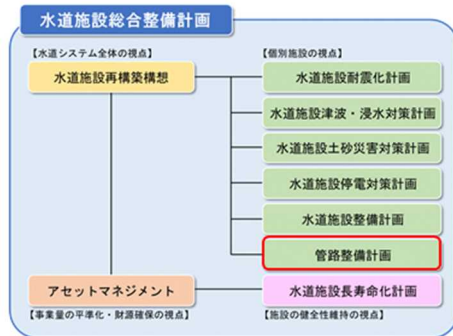 水道施設総合整備計画
【水道システム全体の視点】
水道施設再構築構想
【個別施設の視点】
水道施設耐震化計画
水道施設津波・浸水対策計画
水道施設土砂災害対策計画
水道施設停電対策計画
水道施設整備計画
管路整備計画
アセットマネジメント
【事業量の平準化・財源確保の視点】
水道施設長寿命化計画
【施設の健全性維持の視点】